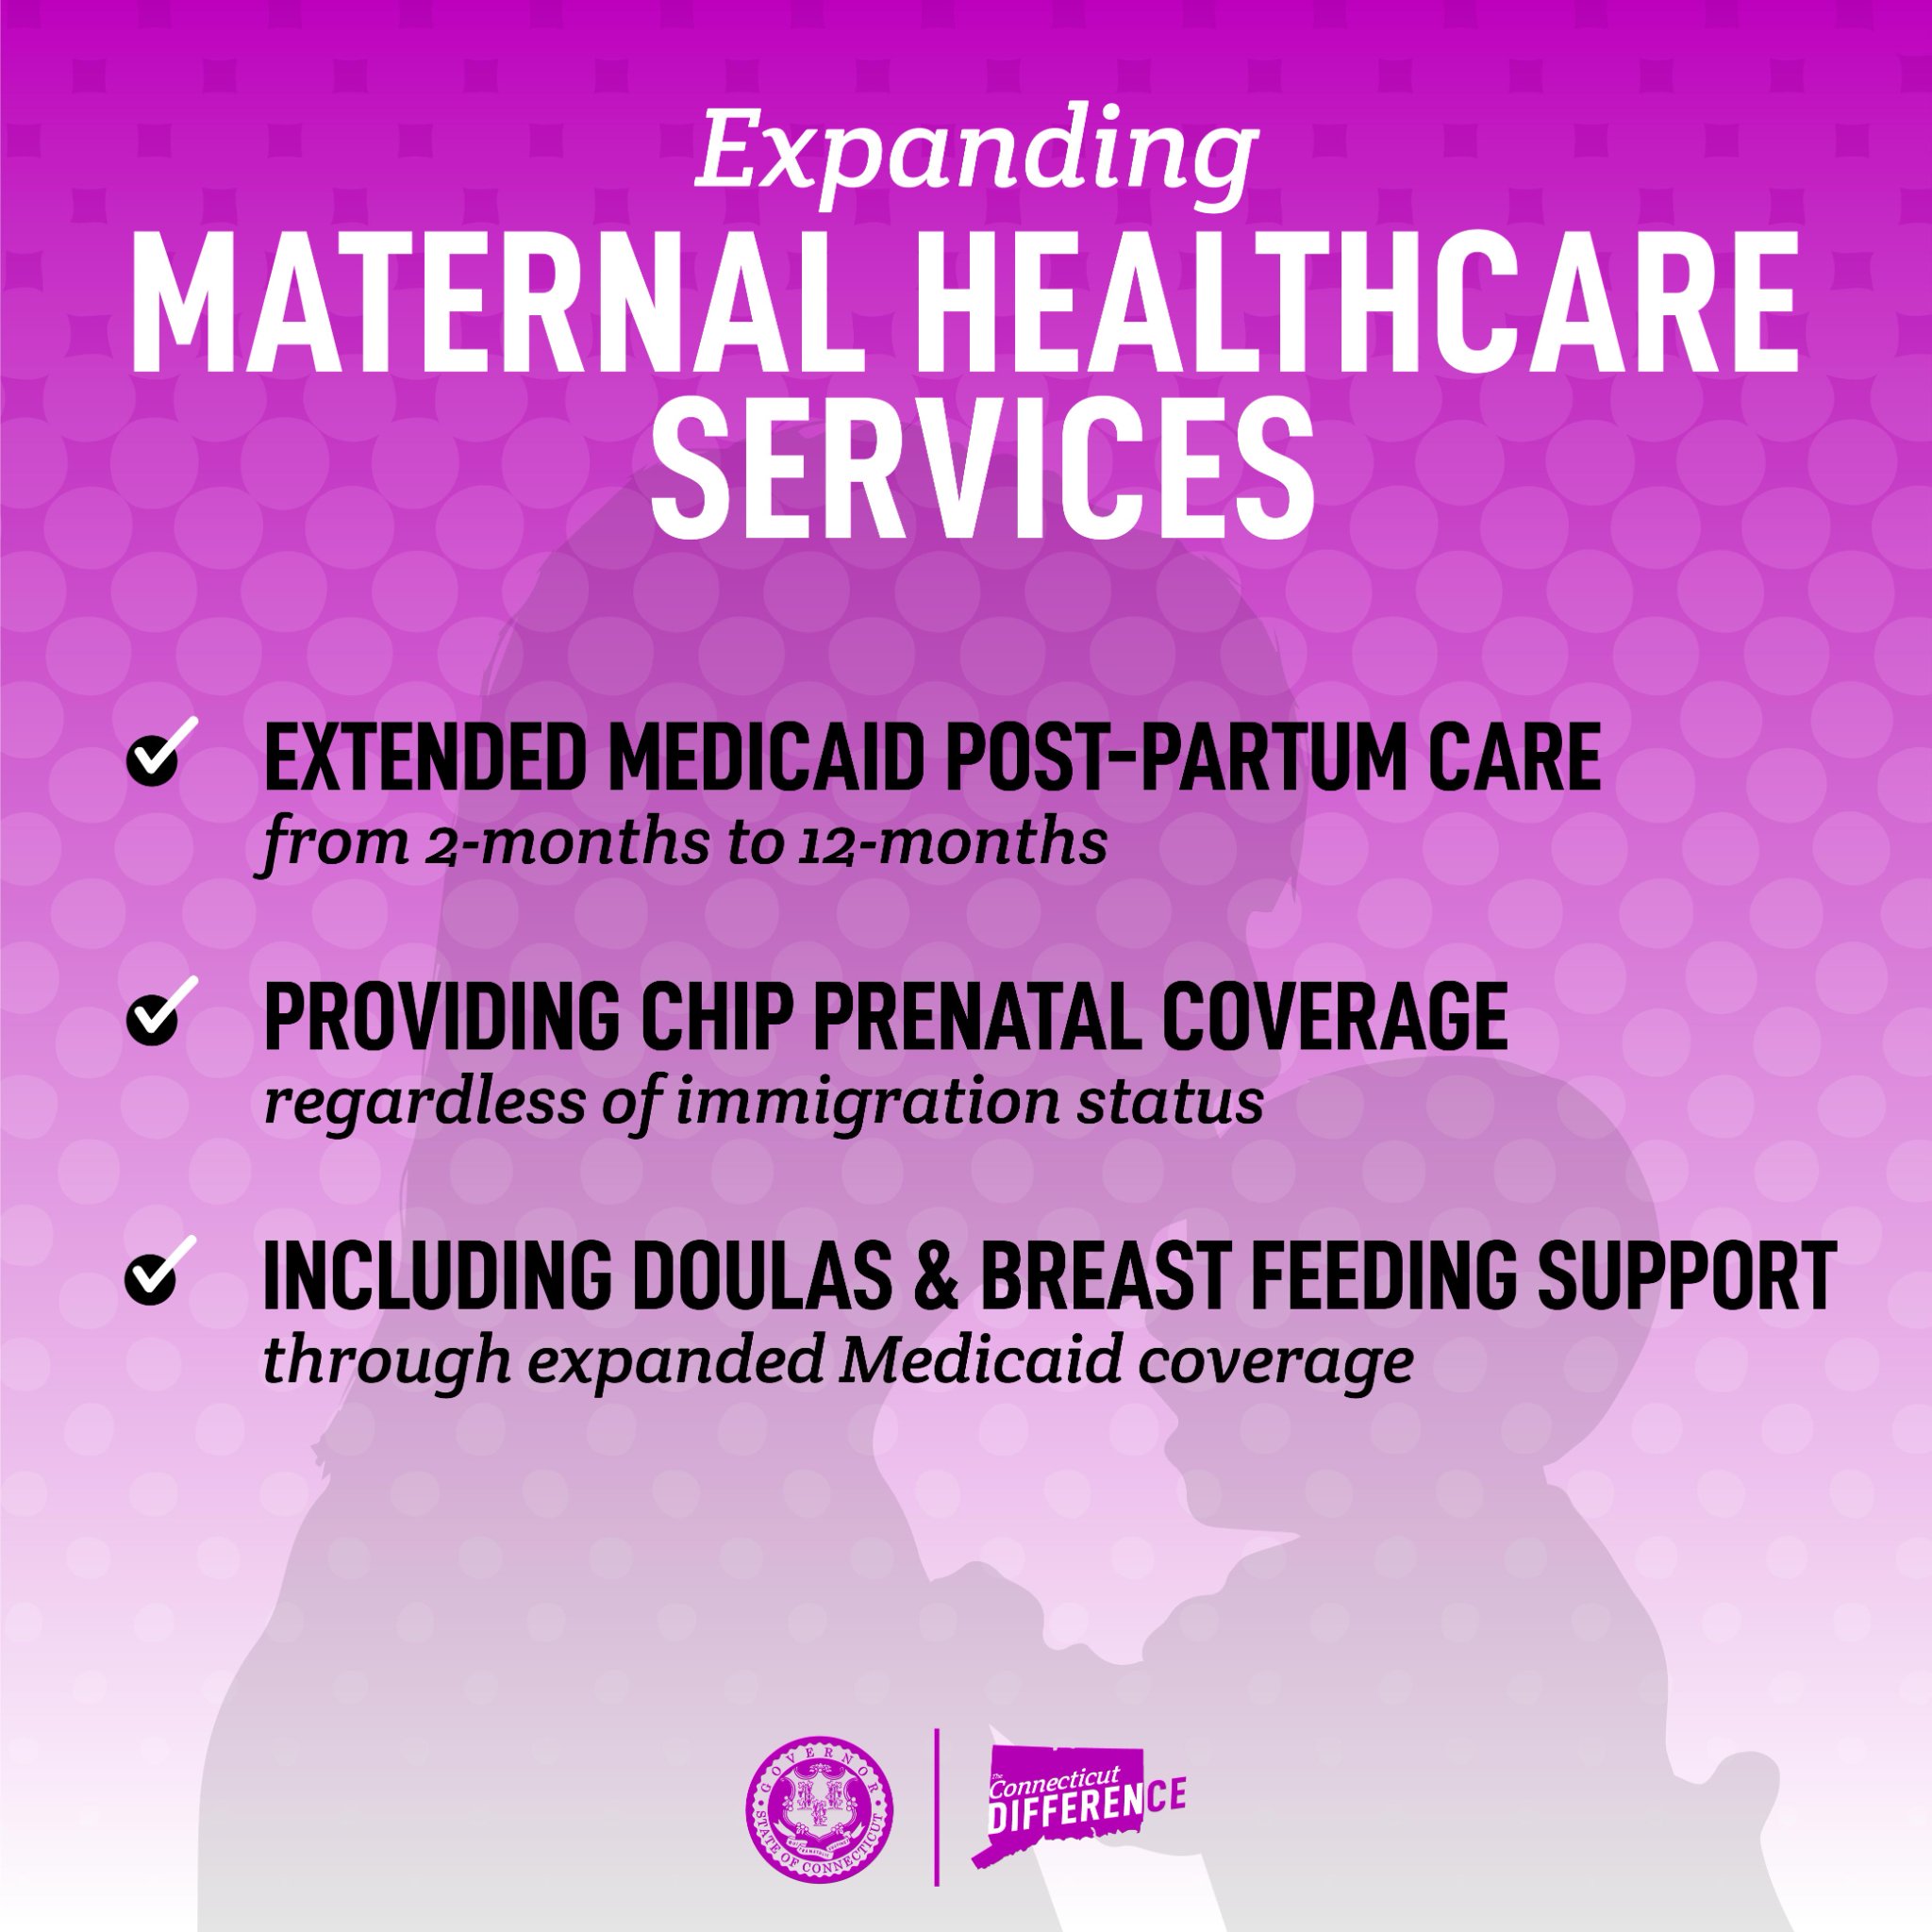 Expanding
MATERNAL HEALTHCARE
SERVICES
EXTENDED MEDICAID POST-PARTUM CARE
from 2-months to 12-months
PROVIDING CHIP PRENATAL COVERAGE
regardless of immigration status
INCLUDING DOULAS & BREAST FEEDING SUPPORT
through expanded Medicaid coverage
GOVERNOR
STATE OF CONNECTICUT
The
Connecticut
DIFFERENCE